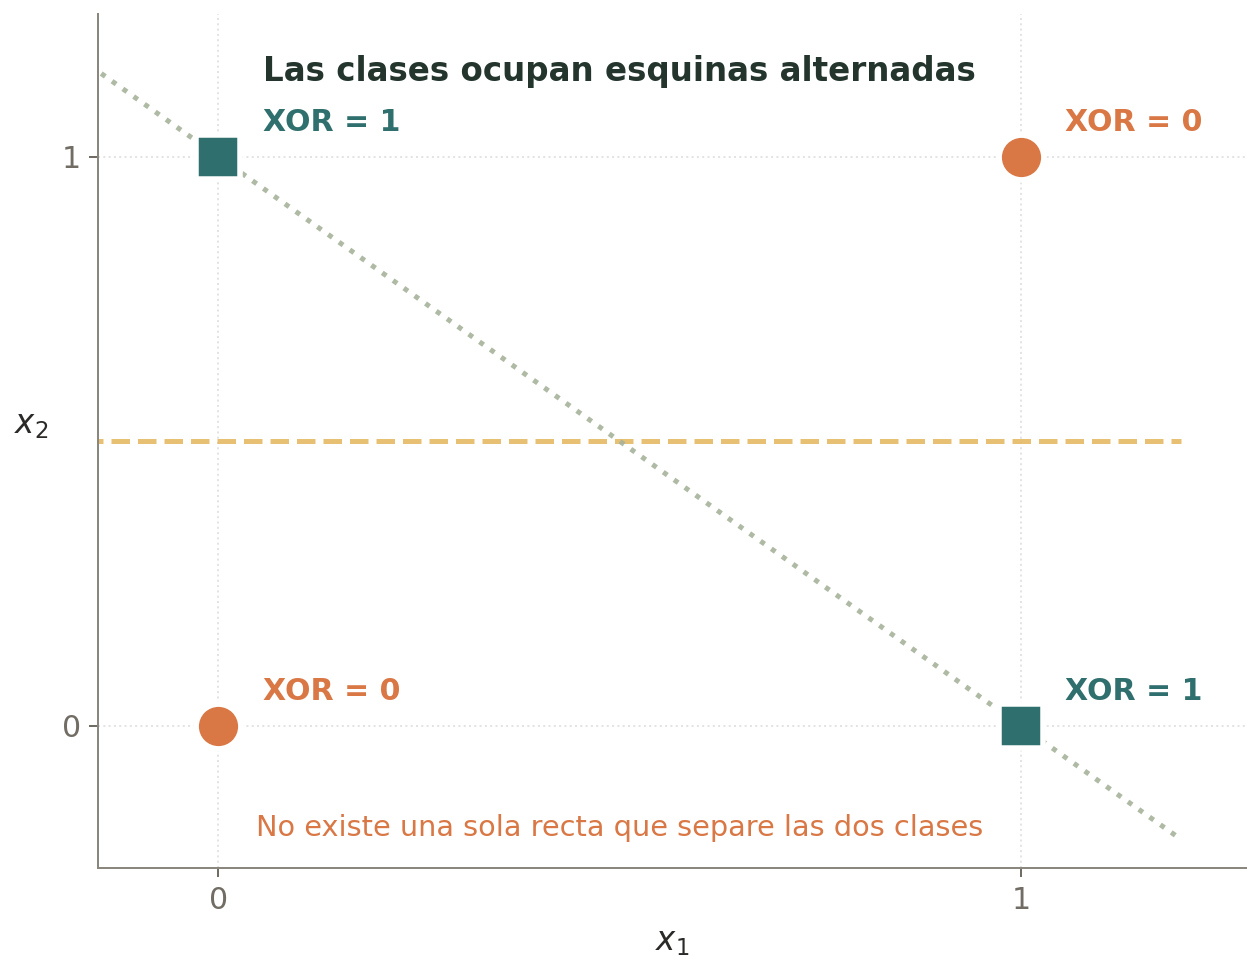 Las clases ocupan esquinas alternadas
XOR = 1
XOR = 0
1
x₂
XOR = 0
XOR = 1
0
No existe una sola recta que separe las dos clases
0
1
x₁